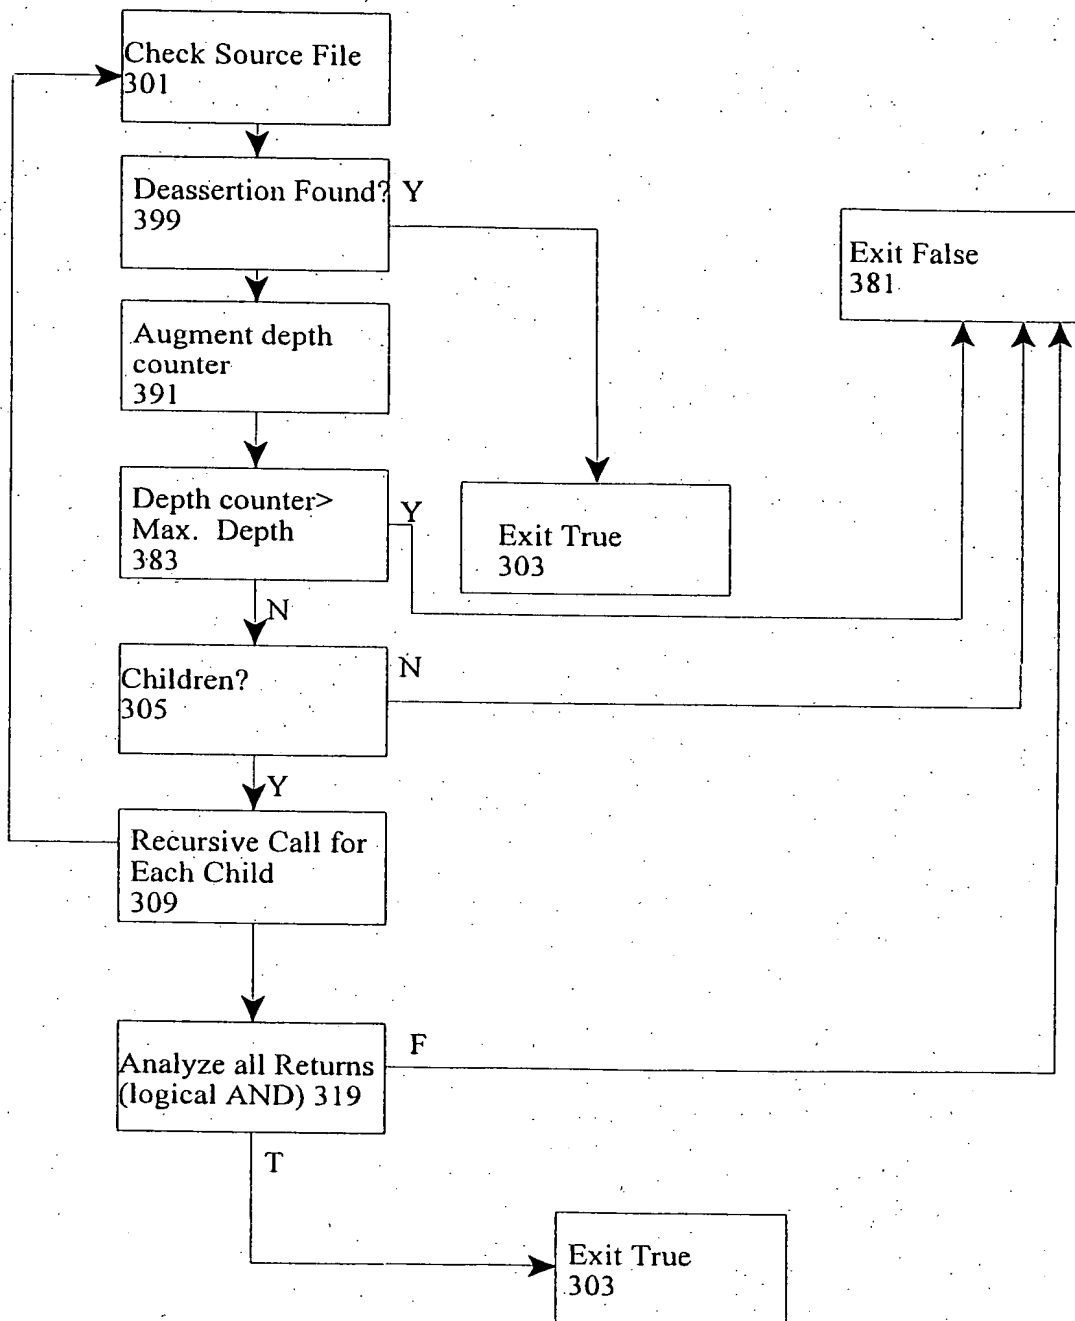 Check Source File
301
Deassertion Found? Y
399
Exit False
381
Augment depth
counter
391
Depth counter>
Max. Depth
383
Y
Exit True
303
N
Children?
305
N
Y
Recursive Call for
Each Child
309
Analyze all Returns
(logical AND) 319
F
T
Exit True
303